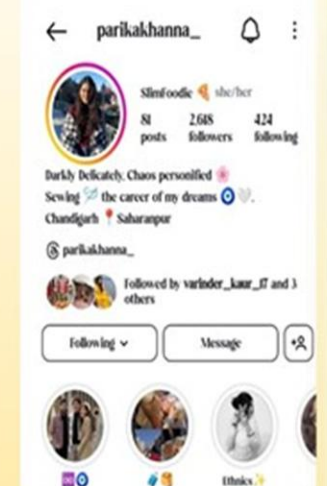 parikakhanna_
SlimFoodie 🍕 she/her
81 2,618 424
posts followers following
Darkly Delicately. Chaos personified 🌸
Sewing 🪡 the career of my dreams 🧿 🤍.
Chandigarh 📍 Saharanpur
parikakhanna_
Followed by varinder_kaur_17 and 3
others
Following Message
Ethnics ✨